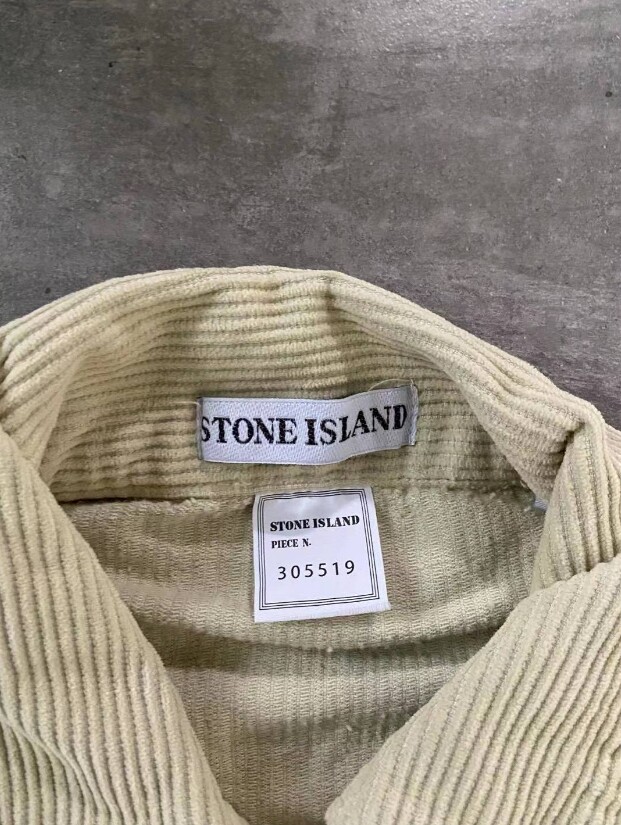 STONE ISLAND
STONE ISLAND
PIECE N.
305519